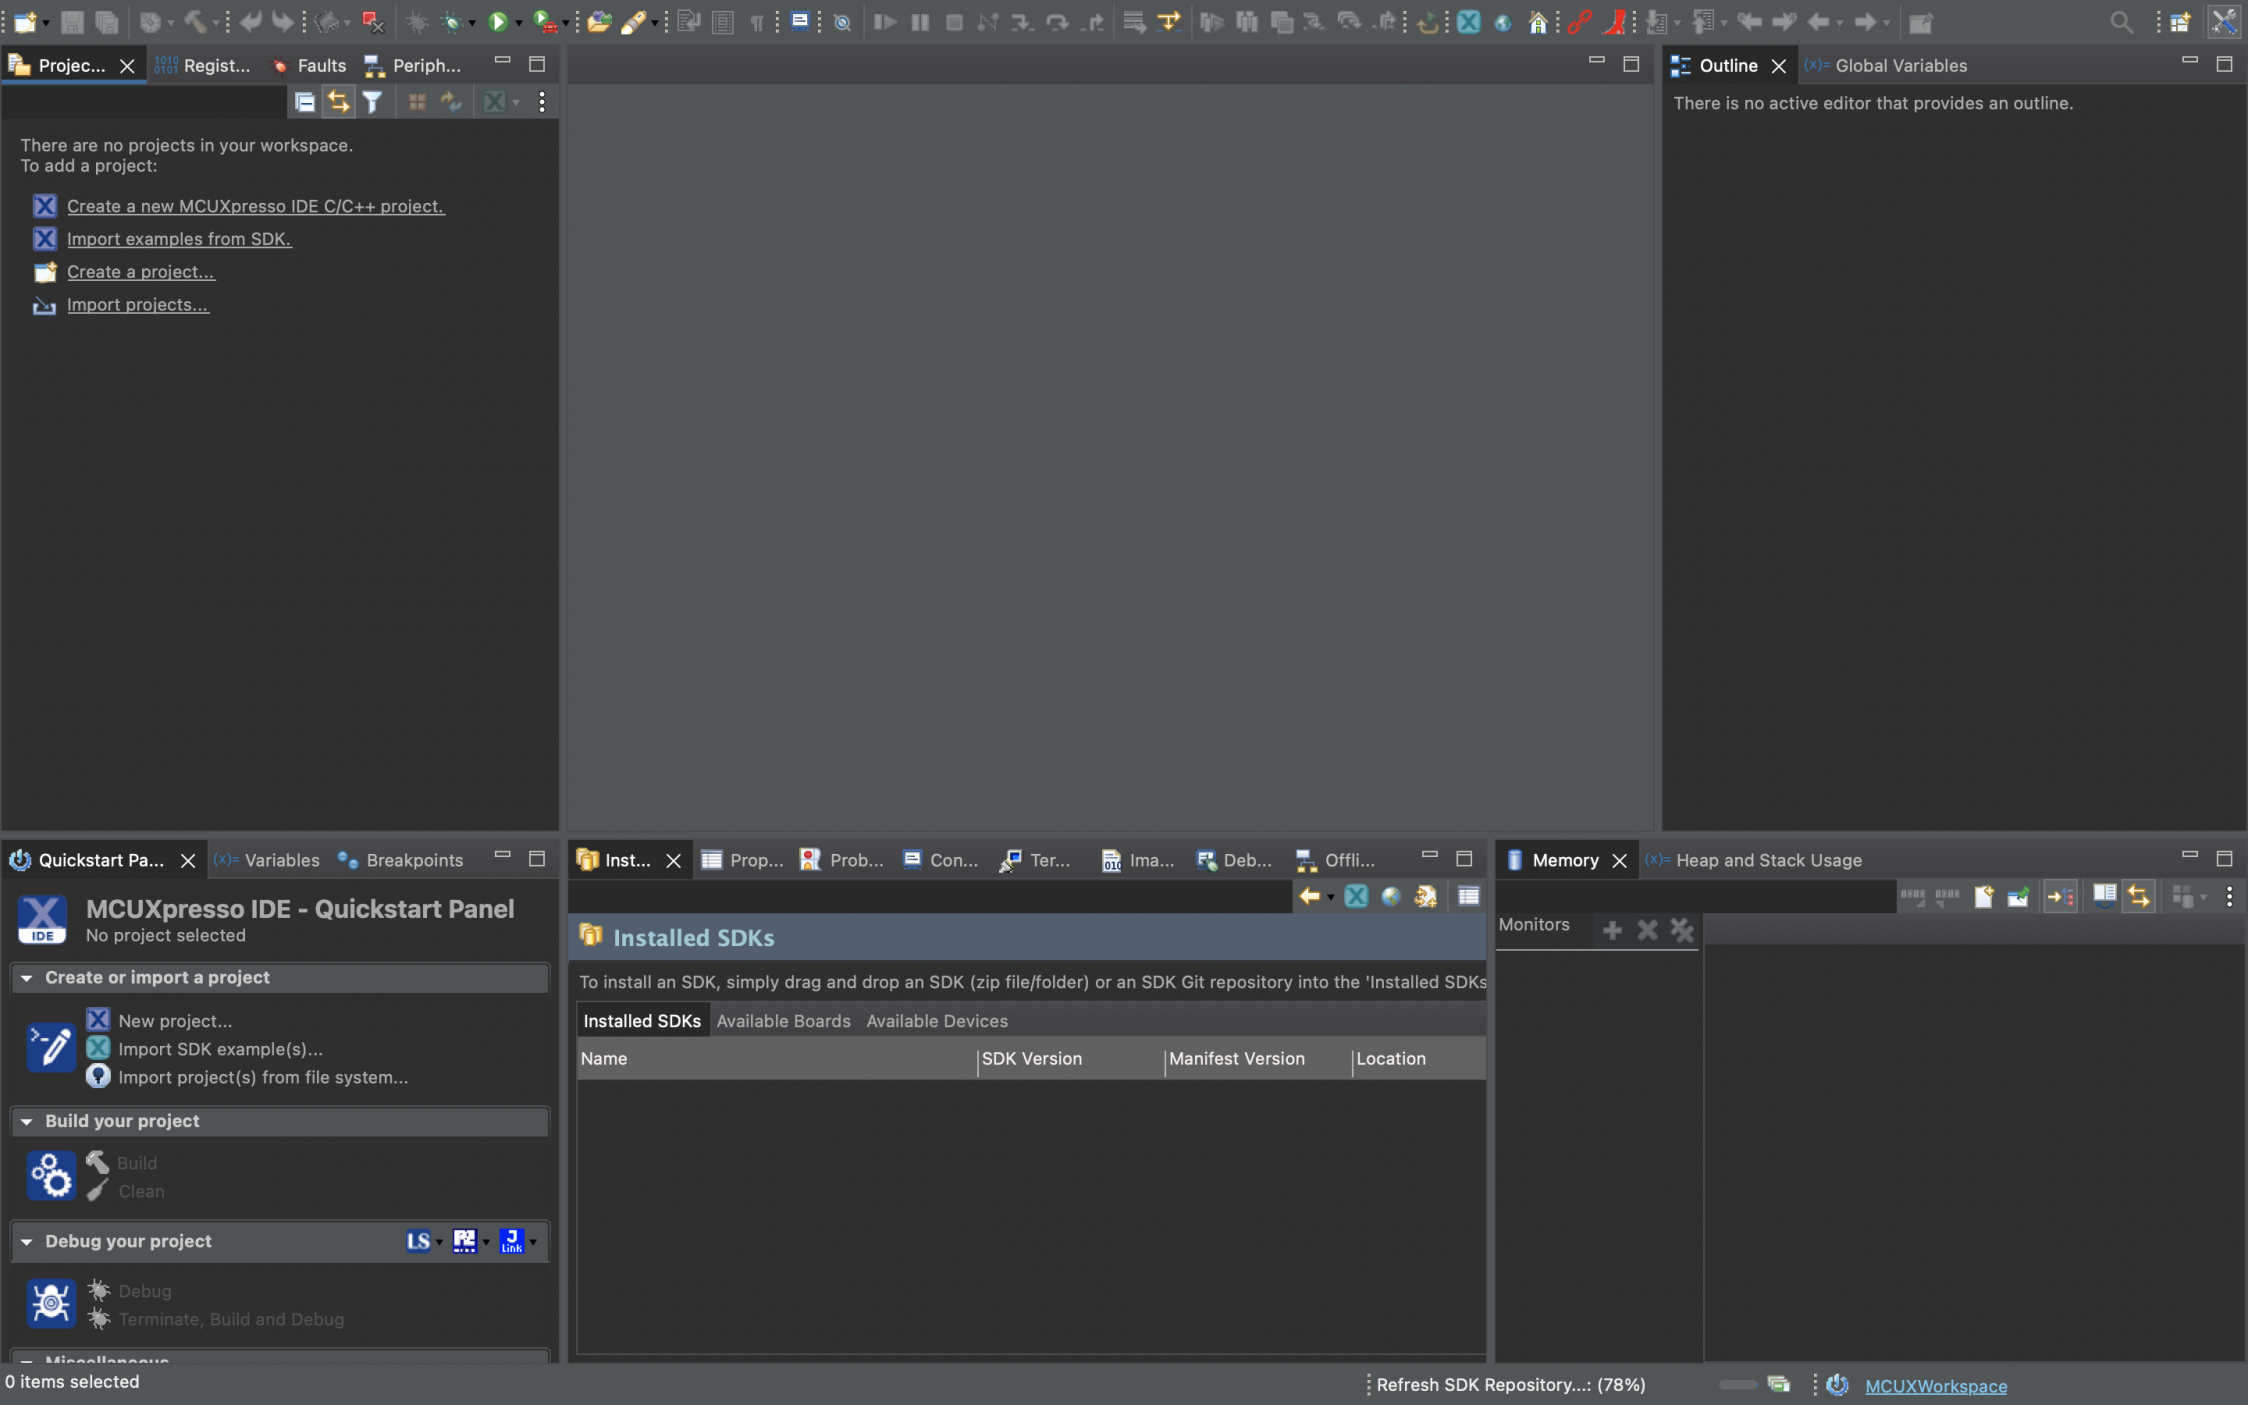 Projec...
1010
0101
Regist...
Faults
Periph...
Outline
(x)= Global Variables
There is no active editor that provides an outline.
There are no projects in your workspace.
To add a project:
Create a new MCUXpresso IDE C/C++ project.
Import examples from SDK.
Create a project...
Import projects...
Quickstart Pa...
(x)= Variables
Breakpoints
Inst...
Prop...
Prob...
Con...
Ter...
010
Ima...
Deb...
Offli...
Memory
(x)= Heap and Stack Usage
IDE
MCUXpresso IDE - Quickstart Panel
No project selected
Monitors
Installed SDKs
To install an SDK, simply drag and drop an SDK (zip file/folder) or an SDK Git repository into the 'Installed SDKs
Create or import a project
Installed SDKs
Available Boards
Available Devices
New project...
Import SDK example(s)...
Import project(s) from file system...
Name
SDK Version
Manifest Version
Location
Build your project
Build
Clean
Debug your project
LS
J
Link
Debug
Terminate, Build and Debug
Miscellaneous
0 items selected
Refresh SDK Repository...: (78%)
MCUXWorkspace